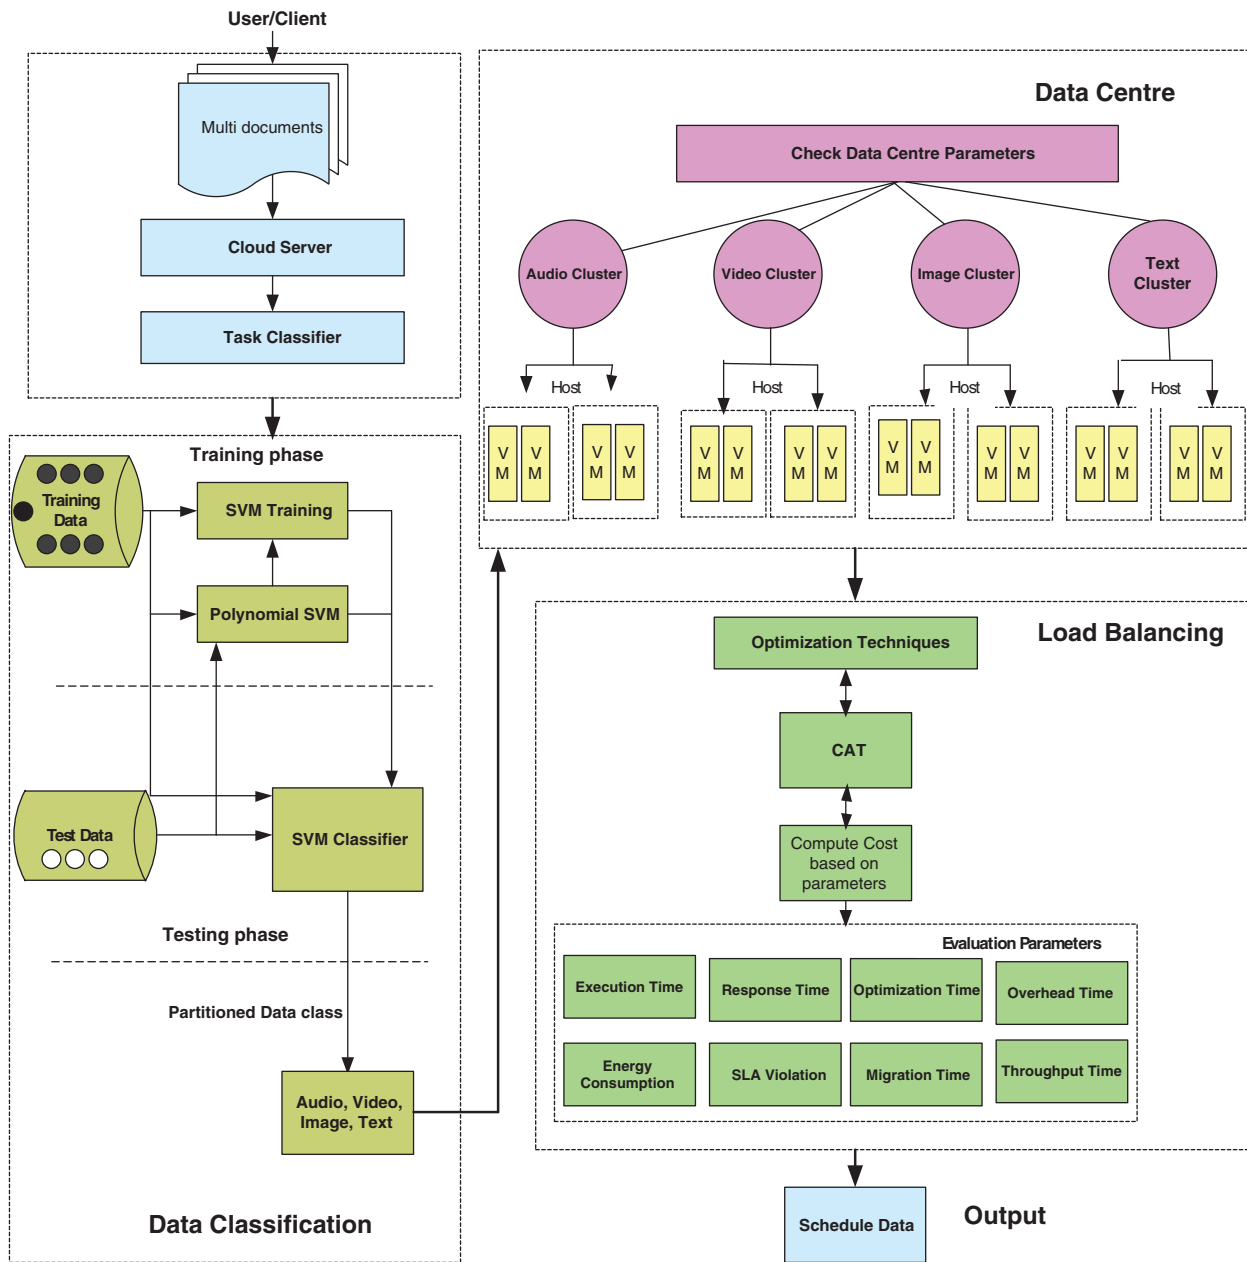 User/Client
Multi documents
Cloud Server
Task Classifier
Training phase
Training
Data
SVM Training
Polynomial SVM
Test Data
SVM Classifier
Testing phase
Partitioned Data class
Audio, Video,
Image, Text
Data Classification
Data Centre
Check Data Centre Parameters
Audio Cluster
Video Cluster
Image Cluster
Text
Cluster
Host
Host
Host
Host
V
M
V
M
V
M
V
M
V
M
V
M
V
M
V
M
V
M
V
M
V
M
V
M
V
M
V
M
V
M
V
M
Load Balancing
Optimization Techniques
CAT
Compute Cost
based on
parameters
Evaluation Parameters
Execution Time
Response Time
Optimization Time
Overhead Time
Energy
Consumption
SLA Violation
Migration Time
Throughput Time
Schedule Data
Output